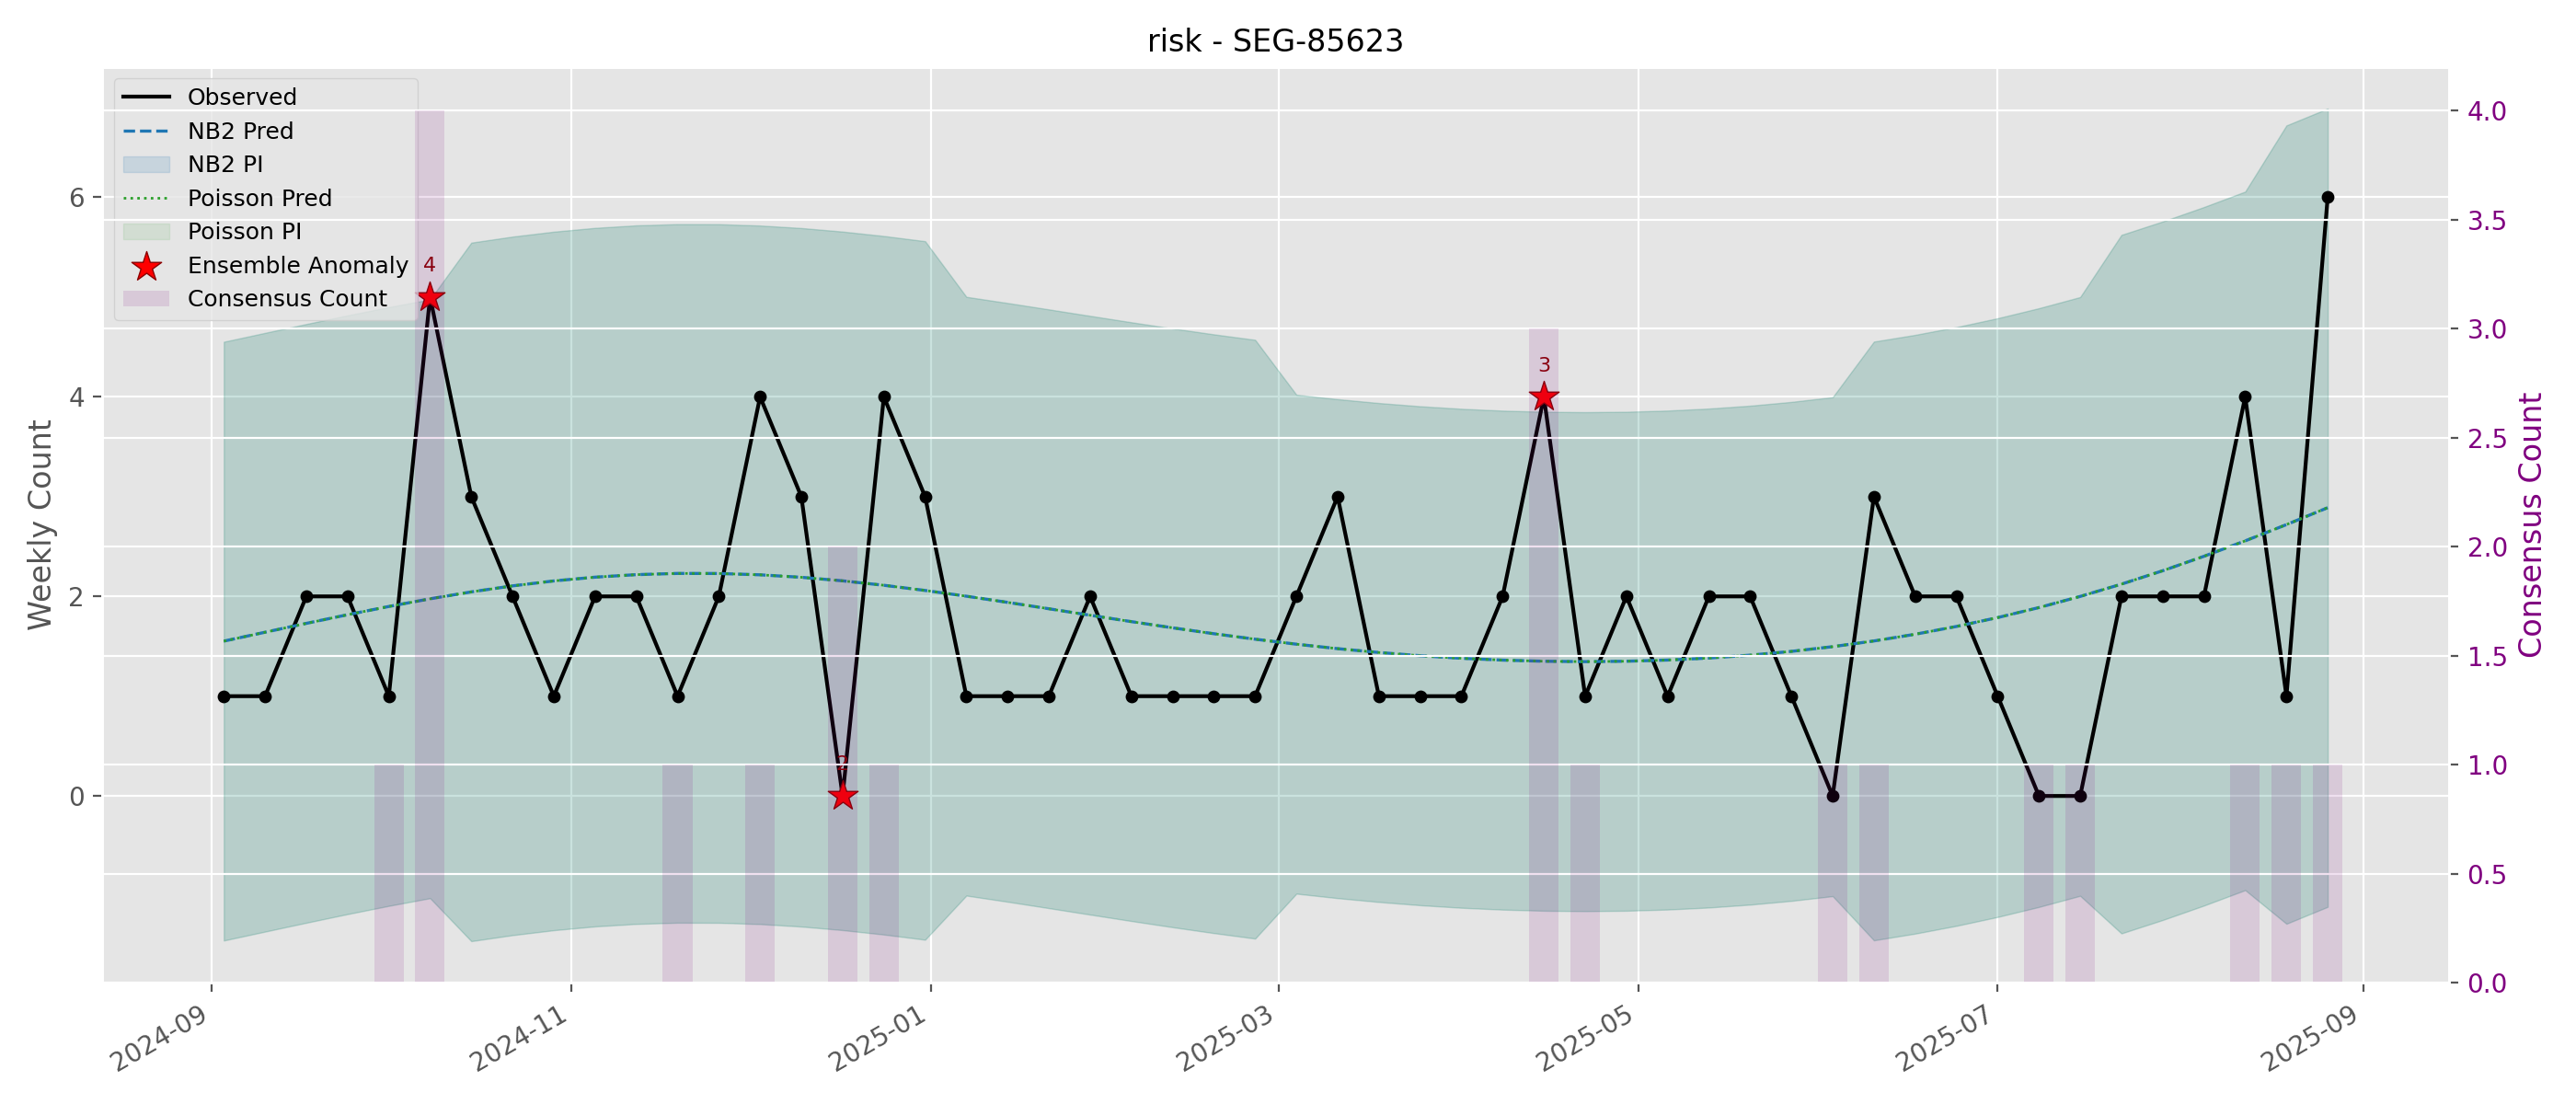 risk - SEG-85623
Observed
NB2 Pred
NB2 PI
Poisson Pred
Poisson PI
Ensemble Anomaly
Consensus Count
Weekly Count
6
4
2
0
4
3
4.0
3.5
3.0
2.5
2.0
1.5
1.0
0.5
0.0
Consensus Count
2024-09
2024-11
2025-01
2025-03
2025-05
2025-07
2025-09